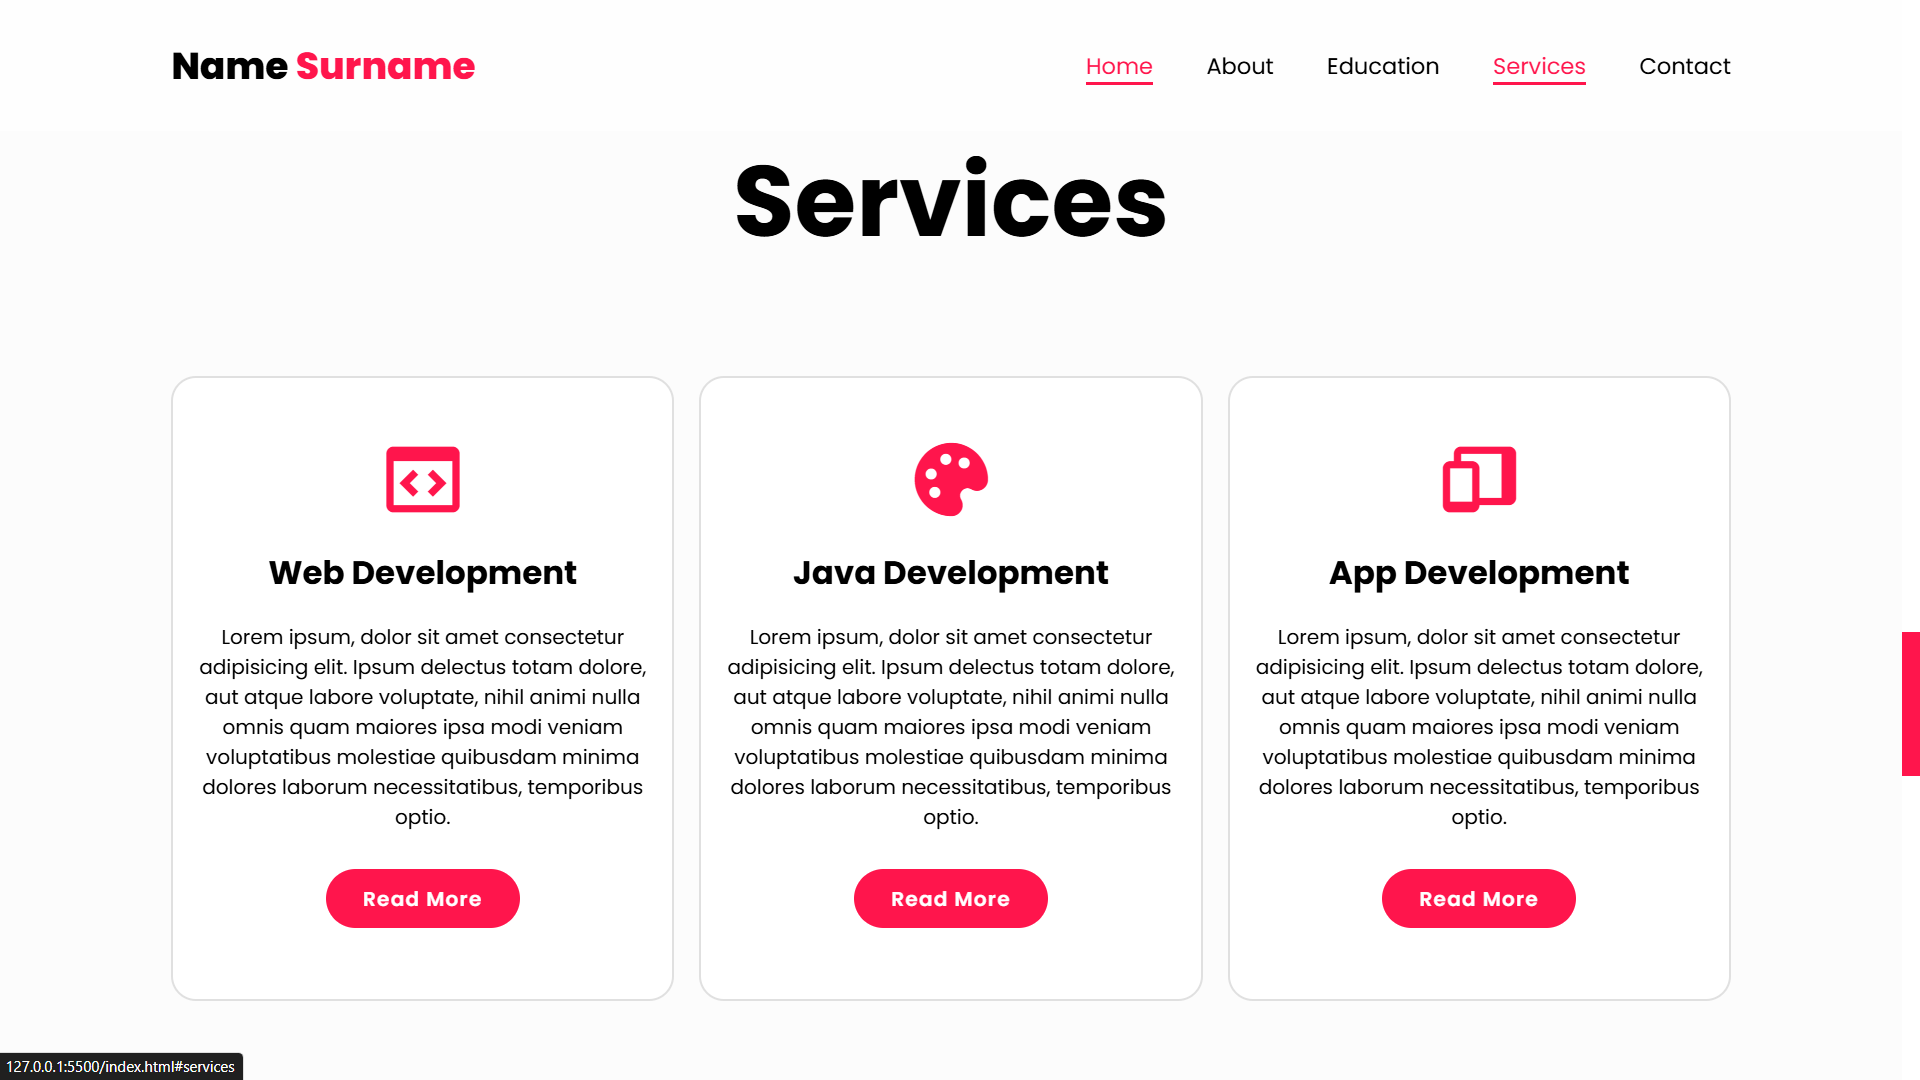 Name Surname
Home About Education Services Contact
Services
Web Development
Lorem ipsum, dolor sit amet consectetur
adipisicing elit. Ipsum delectus totam dolore,
aut atque labore voluptate, nihil animi nulla
omnis quam maiores ipsa modi veniam
voluptatibus molestiae quibusdam minima
dolores laborum necessitatibus, temporibus
optio.
Read More
Java Development
Lorem ipsum, dolor sit amet consectetur
adipisicing elit. Ipsum delectus totam dolore,
aut atque labore voluptate, nihil animi nulla
omnis quam maiores ipsa modi veniam
voluptatibus molestiae quibusdam minima
dolores laborum necessitatibus, temporibus
optio.
Read More
App Development
Lorem ipsum, dolor sit amet consectetur
adipisicing elit. Ipsum delectus totam dolore,
aut atque labore voluptate, nihil animi nulla
omnis quam maiores ipsa modi veniam
voluptatibus molestiae quibusdam minima
dolores laborum necessitatibus, temporibus
optio.
Read More
127.0.0.1:5500/index.html#services